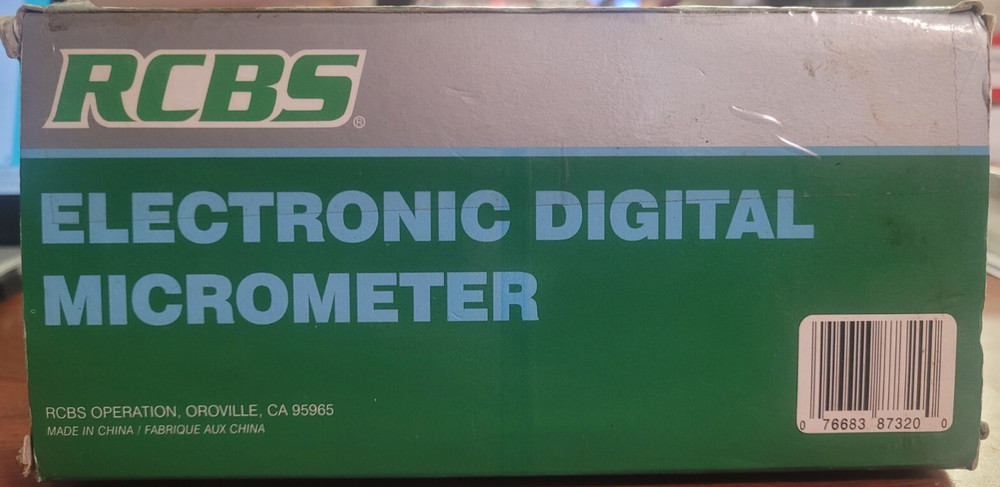 RCBS®
ELECTRONIC DIGITAL
MICROMETER
RCBS OPERATION, OROVILLE, CA 95965
MADE IN CHINA / FABRIQUE AUX CHINA
0 76683 87320 0